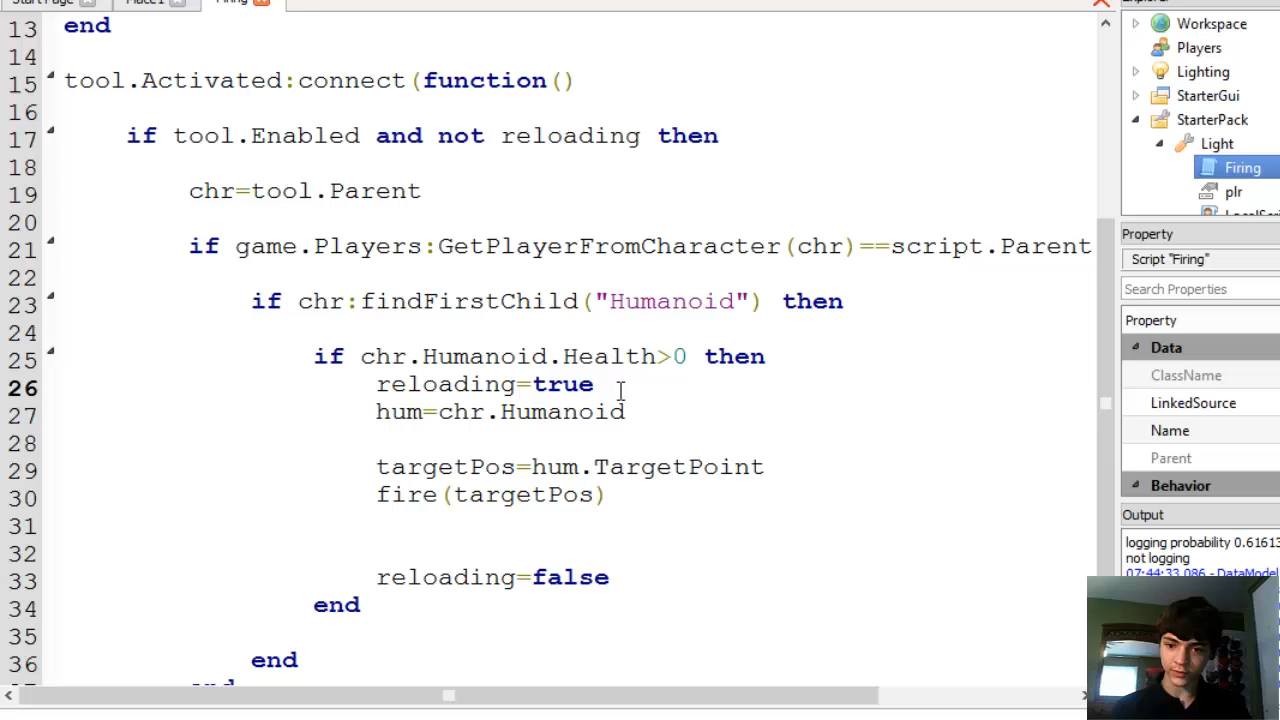 13 end
14
15 tool.Activated:connect(function()
16
17 if tool.Enabled and not reloading then
18
19 chr=tool.Parent
20
21 if game.Players:GetPlayerFromCharacter(chr)==script.Parent
22
23 if chr:findFirstChild("Humanoid") then
24
25 if chr.Humanoid.Health>0 then
26 reloading=true
27 hum=chr.Humanoid
28
29 targetPos=hum.TargetPoint
30 fire(targetPos)
31
32
33 reloading=false
34 end
35
36 end
Workspace
Players
Lighting
StarterGui
StarterPack
Light
Firing
plr
Property
Script "Firing"
Search Properties
Property
Data
ClassName
LinkedSource
Name
Parent
Behavior
Output
logging probability 0.61613
not logging
07:44:33.086 - DataModel